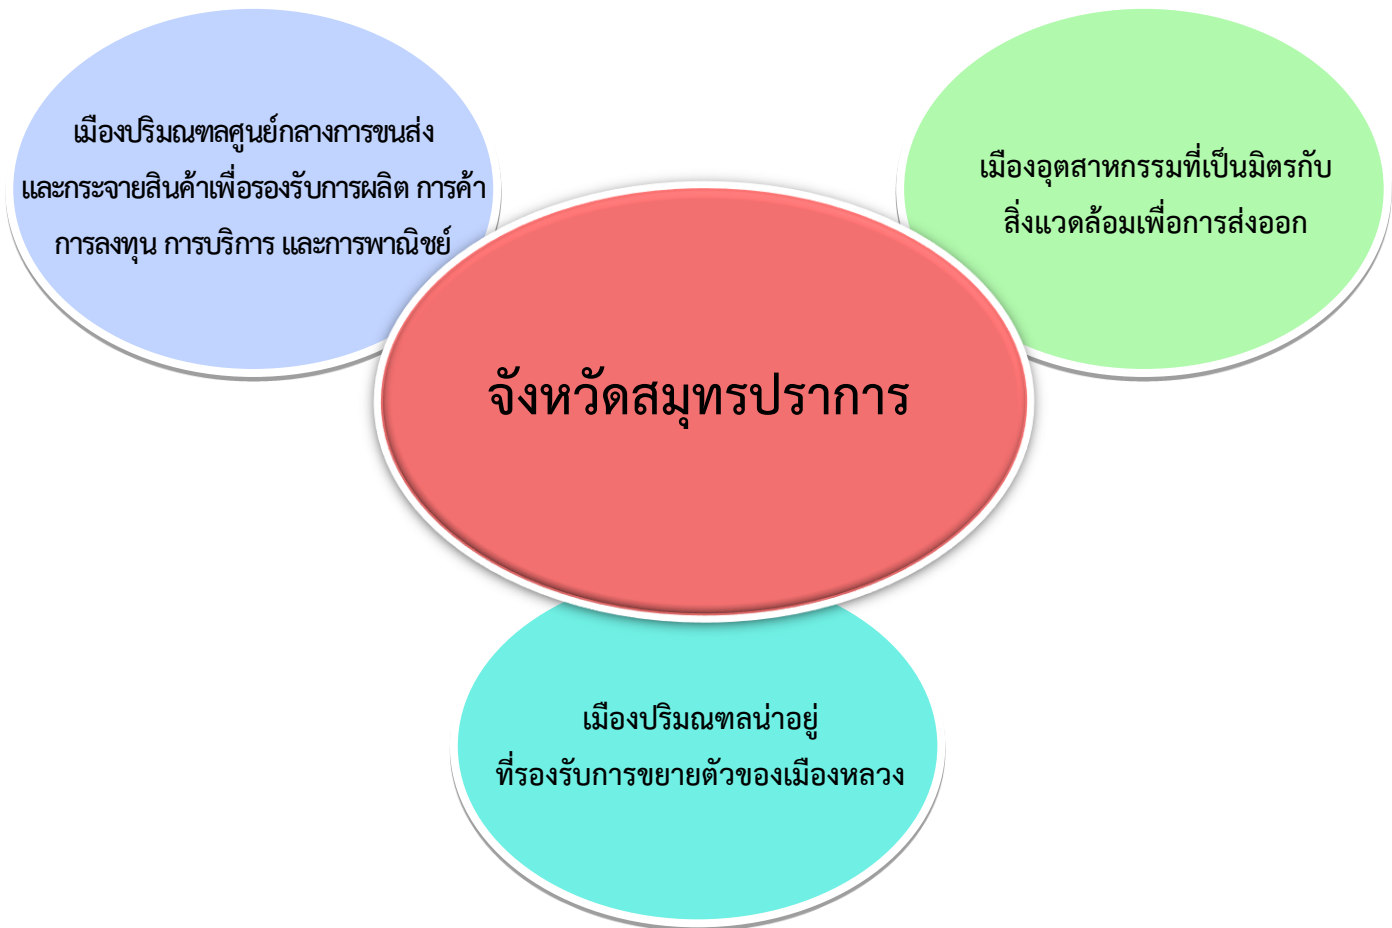 เมืองปริมณฑลศูนย์กลางการขนส่ง
และกระจายสินค้าเพื่อรองรับการผลิต การค้า
การลงทุน การบริการ และการพาณิชย์
เมืองอุตสาหกรรมที่เป็นมิตรกับ
สิ่งแวดล้อมเพื่อการส่งออก
จังหวัดสมุทรปราการ
เมืองปริมณฑลน่าอยู่
ที่รองรับการขยายตัวของเมืองหลวง